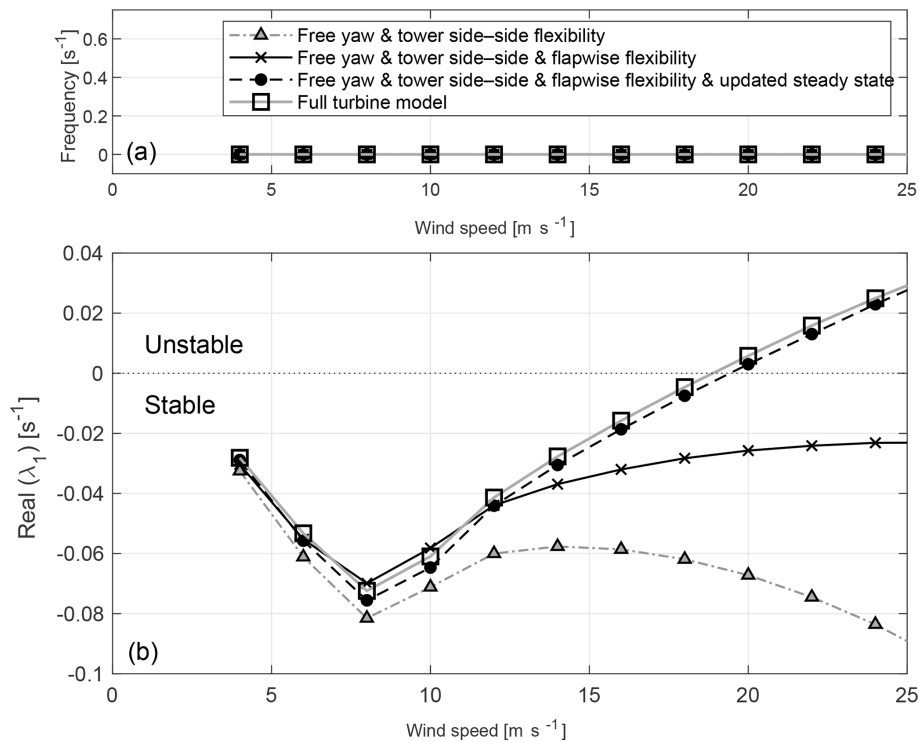 Free yaw & tower side–side flexibility
Free yaw & tower side–side & flapwise flexibility
Free yaw & tower side–side & flapwise flexibility & updated steady state
Full turbine model
Frequency [s⁻¹]
0.6
0.4
0.2
0
(a)
0 5 10 15 20 25
Wind speed [m s ⁻¹]
Real (λ₁) [s⁻¹]
0.04
0.02
0
-0.02
-0.04
-0.06
-0.08
-0.1
Unstable
Stable
(b)
0 5 10 15 20 25
Wind speed [m s ⁻¹]